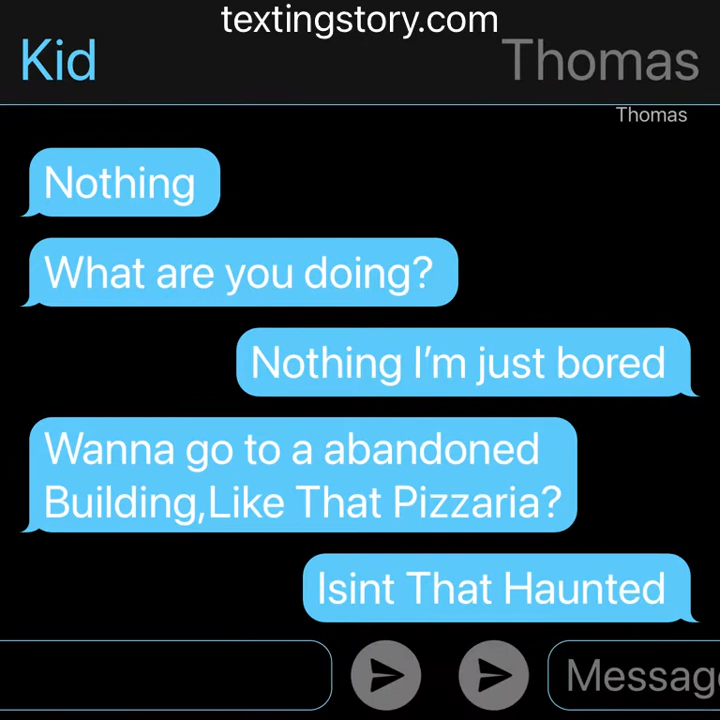 textingstory.com
Kid
Thomas
Thomas
Nothing
What are you doing?
Nothing I’m just bored
Wanna go to a abandoned
Building,Like That Pizzaria?
Isint That Haunted
Messag